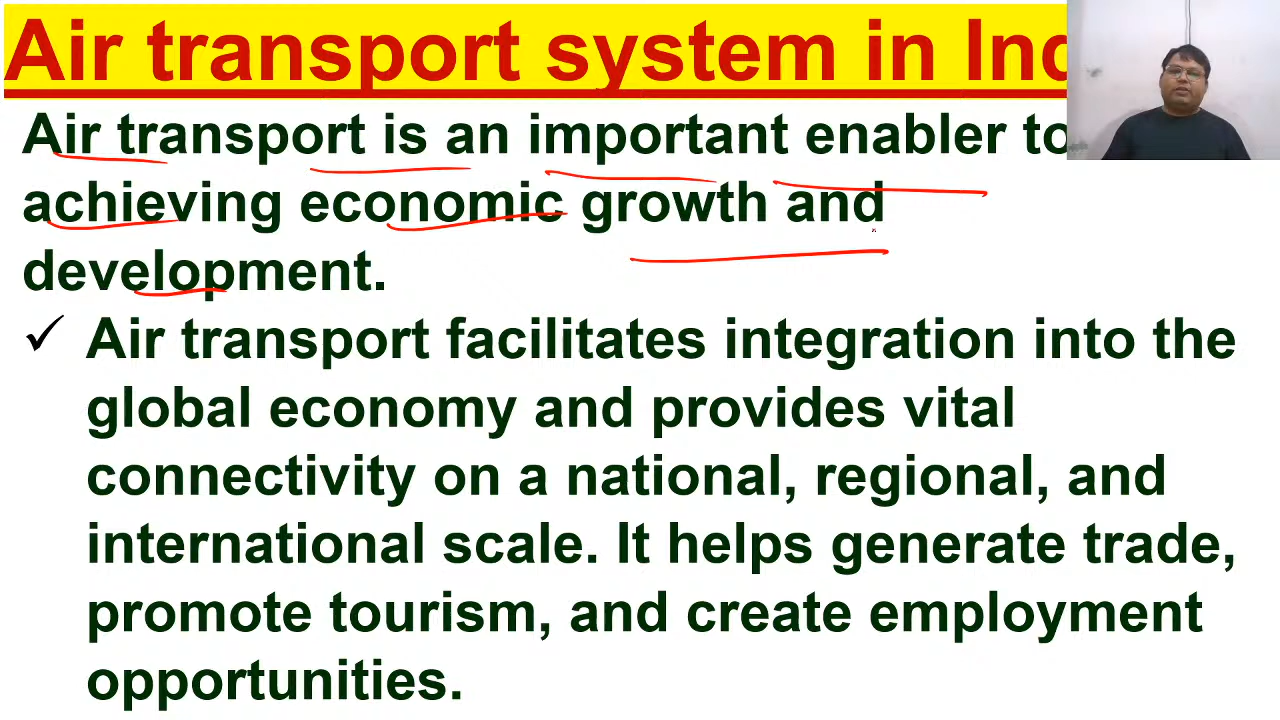 Air transport system in Ind
Air transport is an important enabler to
achieving economic growth and
development.
✓ Air transport facilitates integration into the
global economy and provides vital
connectivity on a national, regional, and
international scale. It helps generate trade,
promote tourism, and create employment
opportunities.